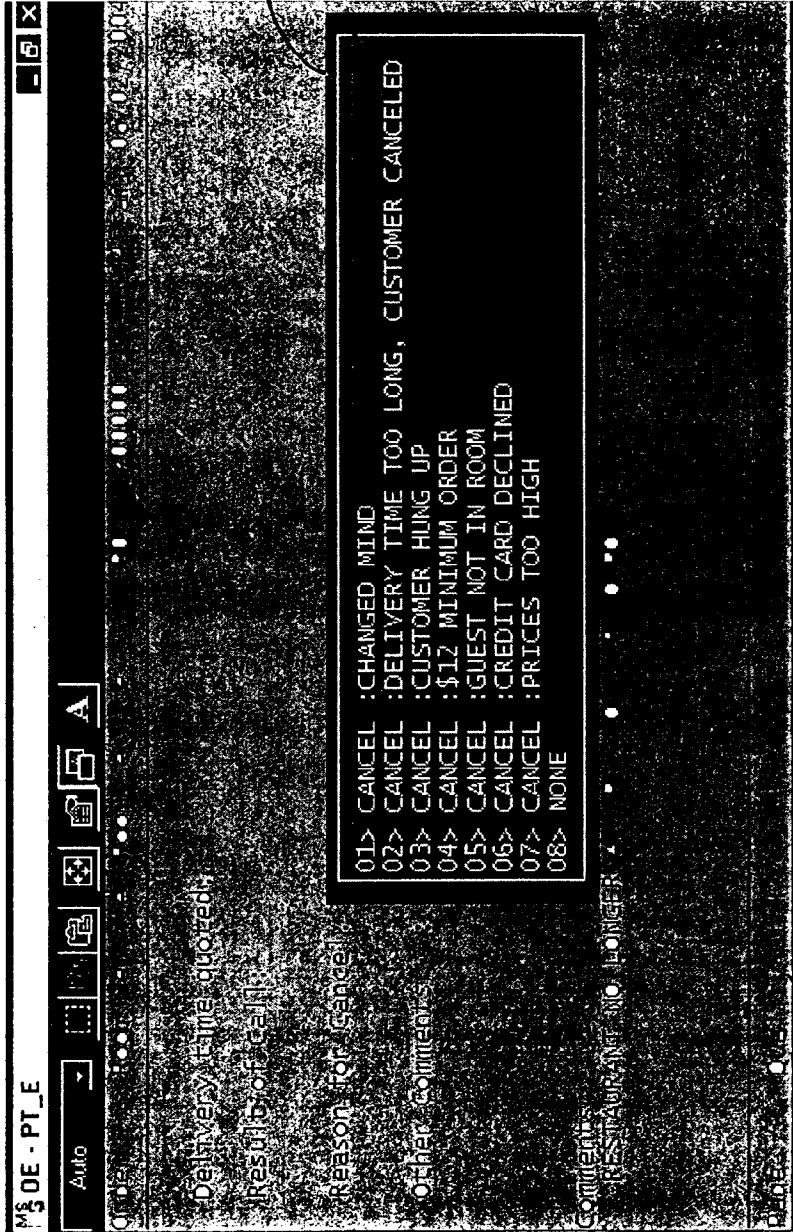 OE - PT_E
Auto
A
Delivery time quoted:
Result of call:
Reason for Cancel
Other Comments
01> CANCEL :CHANGED MIND
02> CANCEL :DELIVERY TIME TOO LONG, CUSTOMER CANCELED
03> CANCEL :CUSTOMER HUNG UP
04> CANCEL :$12 MINIMUM ORDER
05> CANCEL :GUEST NOT IN ROOM
06> CANCEL :CREDIT CARD DECLINED
07> CANCEL :PRICES TOO HIGH
08> NONE
Comments
RESTAURANT NO LONGER